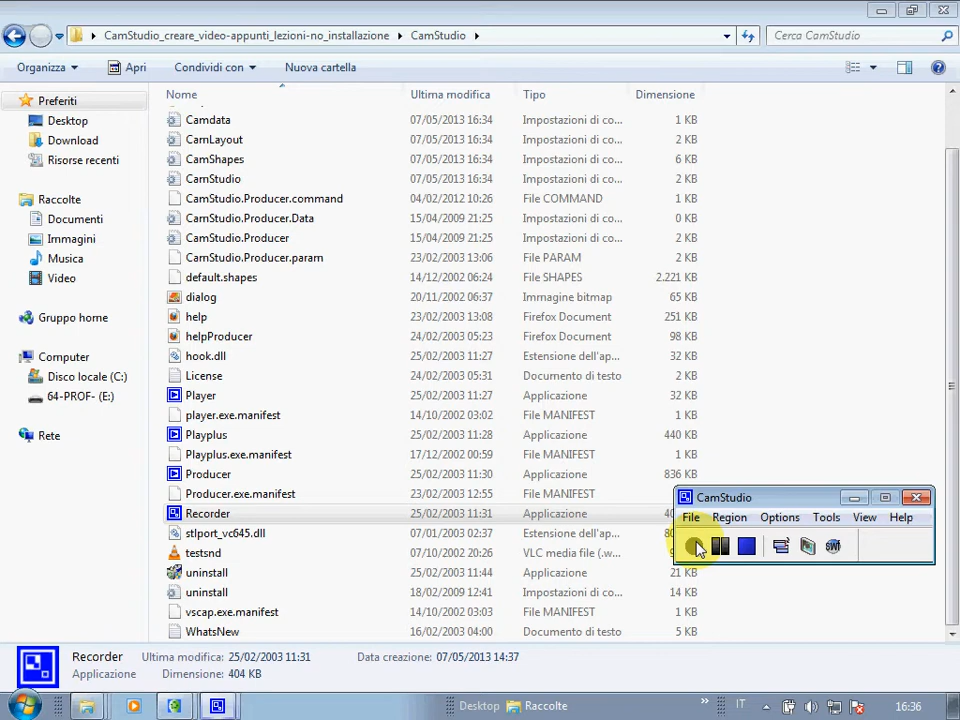 CamStudio_creare_video-appunti_lezioni-no_installazione
CamStudio
Cerca CamStudio
Organizza
Apri
Condividi con
Nuova cartella
Nome
Ultima modifica
Tipo
Dimensione
Preferiti
Desktop
Download
Risorse recenti
Raccolte
Documenti
Immagini
Musica
Video
Gruppo home
Computer
Disco locale (C:)
64-PROF- (E:)
Rete
Camdata 07/05/2013 16:34 Impostazioni di co... 1 KB
CamLayout 07/05/2013 16:34 Impostazioni di co... 2 KB
CamShapes 07/05/2013 16:34 Impostazioni di co... 6 KB
CamStudio 07/05/2013 16:34 Impostazioni di co... 2 KB
CamStudio.Producer.command 04/02/2012 10:26 File COMMAND 1 KB
CamStudio.Producer.Data 15/04/2009 21:25 Impostazioni di co... 0 KB
CamStudio.Producer 15/04/2009 21:25 Impostazioni di co... 2 KB
CamStudio.Producer.param 23/02/2012 13:06 File PARAM 2 KB
default.shapes 14/12/2002 06:24 File SHAPES 2.221 KB
dialog 20/11/2002 06:37 Immagine bitmap 65 KB
help 23/02/2012 13:08 Firefox Document 251 KB
helpProducer 24/02/2012 05:23 Firefox Document 98 KB
hook.dll 25/02/2003 11:27 Estensione dell'ap... 32 KB
License 24/02/2012 05:31 Documento di testo 2 KB
Player 25/02/2003 11:27 Applicazione 32 KB
player.exe.manifest 14/10/2002 03:02 File MANIFEST 1 KB
Playplus 25/02/2003 11:28 Applicazione 440 KB
Playplus.exe.manifest 17/12/2002 00:59 File MANIFEST 1 KB
Producer 25/02/2003 11:30 Applicazione 836 KB
Producer.exe.manifest 23/02/2003 12:55 File MANIFEST
Recorder 25/02/2003 11:31 Applicazione
stlport_vc645.dll 07/01/2003 02:37 Estensione dell'ap...
testsnd 07/10/2002 20:26 VLC media file (.w...
uninstall 25/02/2003 11:44 Applicazione 21 KB
uninstall 18/02/2009 12:41 Impostazioni di co... 14 KB
vscap.exe.manifest 14/10/2002 03:03 File MANIFEST 1 KB
WhatsNew 16/02/2003 04:00 Documento di testo 5 KB
CamStudio
File Region Options Tools View Help
SWF
Recorder Ultima modifica: 25/02/2003 11:31 Data creazione: 07/05/2013 14:37
Applicazione Dimensione: 404 KB
Desktop
Raccolte
IT
16:36